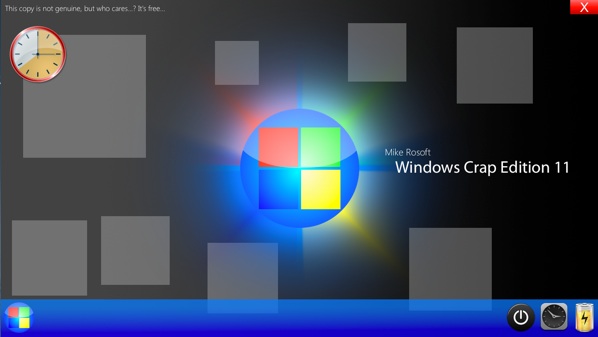 This copy is not genuine, but who cares...? It's free...
X
Mike Rosoft
Windows Crap Edition 11